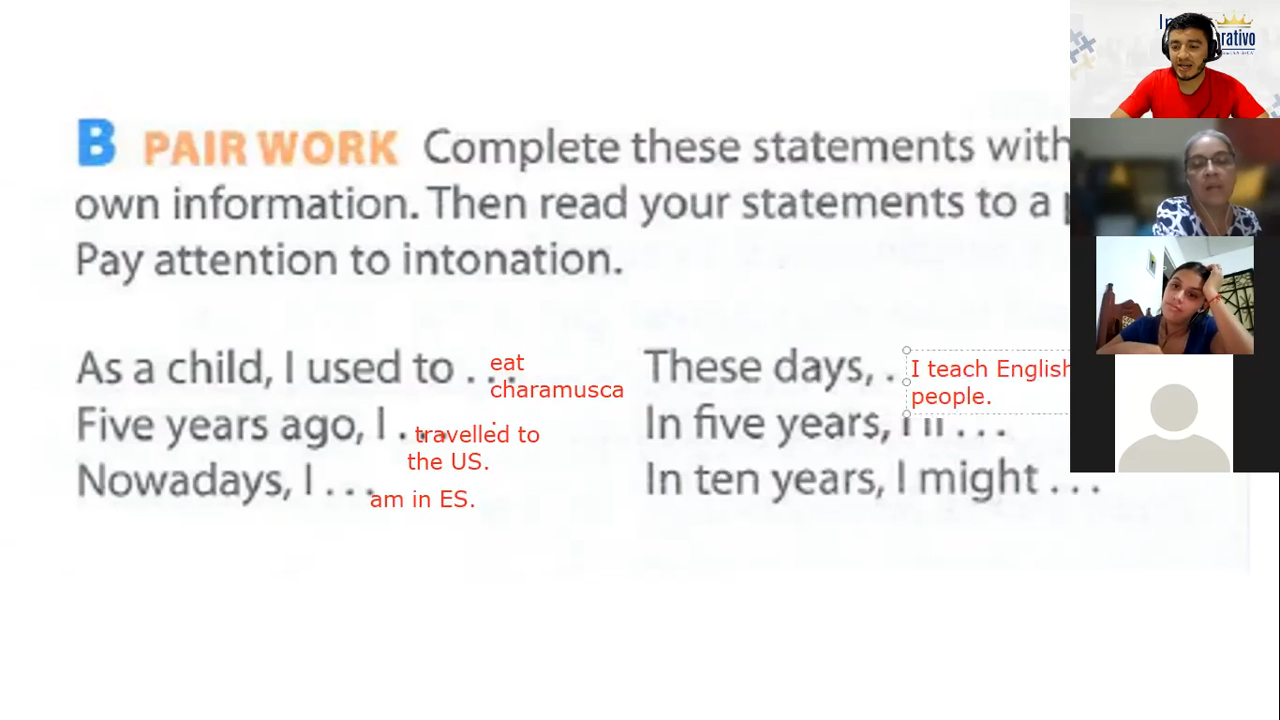 B PAIR WORK Complete these statements with
own information. Then read your statements to a
Pay attention to intonation.
As a child, I used to . . .
eat
charamusca
.
Five years ago, I . . .
travelled to
the US.
Nowadays, I . . .
am in ES.
These days, .
I teach English
people.
In five years, I'll . . .
In ten years, I might . . .
rativo